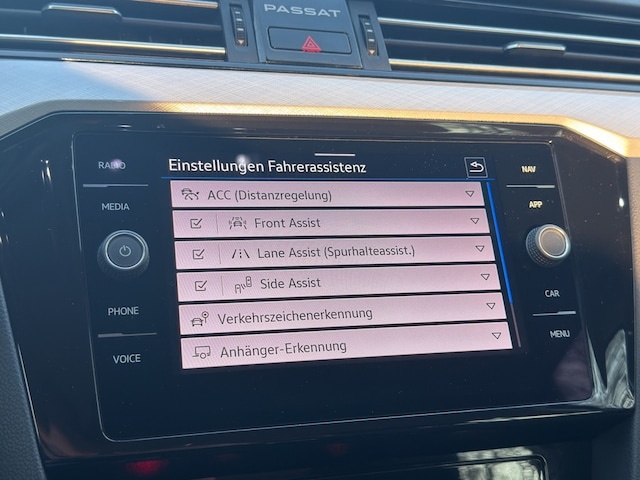 PASSAT
RADIO
MEDIA
PHONE
VOICE
Einstellungen Fahrerassistenz
ACC (Distanzregelung)
Front Assist
Lane Assist (Spurhalteassist.)
Side Assist
Verkehrszeichenerkennung
Anhänger-Erkennung
NAV
APP
CAR
MENU